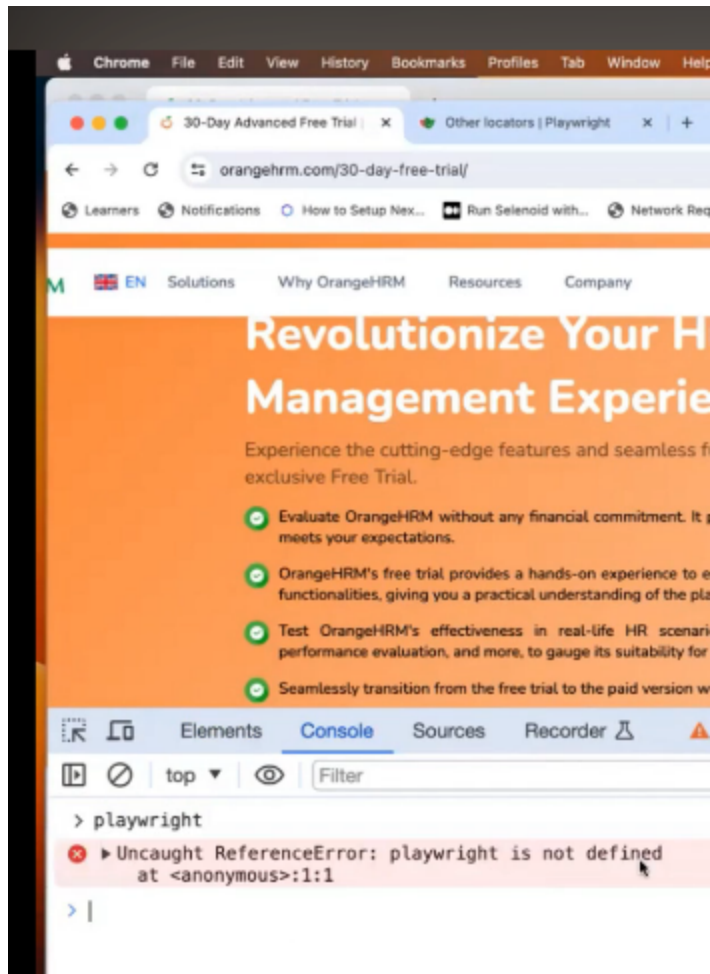 Chrome File Edit View History Bookmarks Profiles Tab Window Help
30-Day Advanced Free Trial Other locators | Playwright
orangehrm.com/30-day-free-trial/
Learners Notifications How to Setup Nex... Run Selenoid with... Network Req
M EN Solutions Why OrangeHRM Resources Company
Revolutionize Your H
Management Experie
Experience the cutting-edge features and seamless f
exclusive Free Trial.
Evaluate OrangeHRM without any financial commitment. It p
meets your expectations.
OrangeHRM's free trial provides a hands-on experience to e
functionalities, giving you a practical understanding of the pla
Test OrangeHRM's effectiveness in real-life HR scenari
performance evaluation, and more, to gauge its suitability for
Seamlessly transition from the free trial to the paid version w
Elements Console Sources Recorder
top Filter
> playwright
Uncaught ReferenceError: playwright is not defined
at <anonymous>:1:1
>